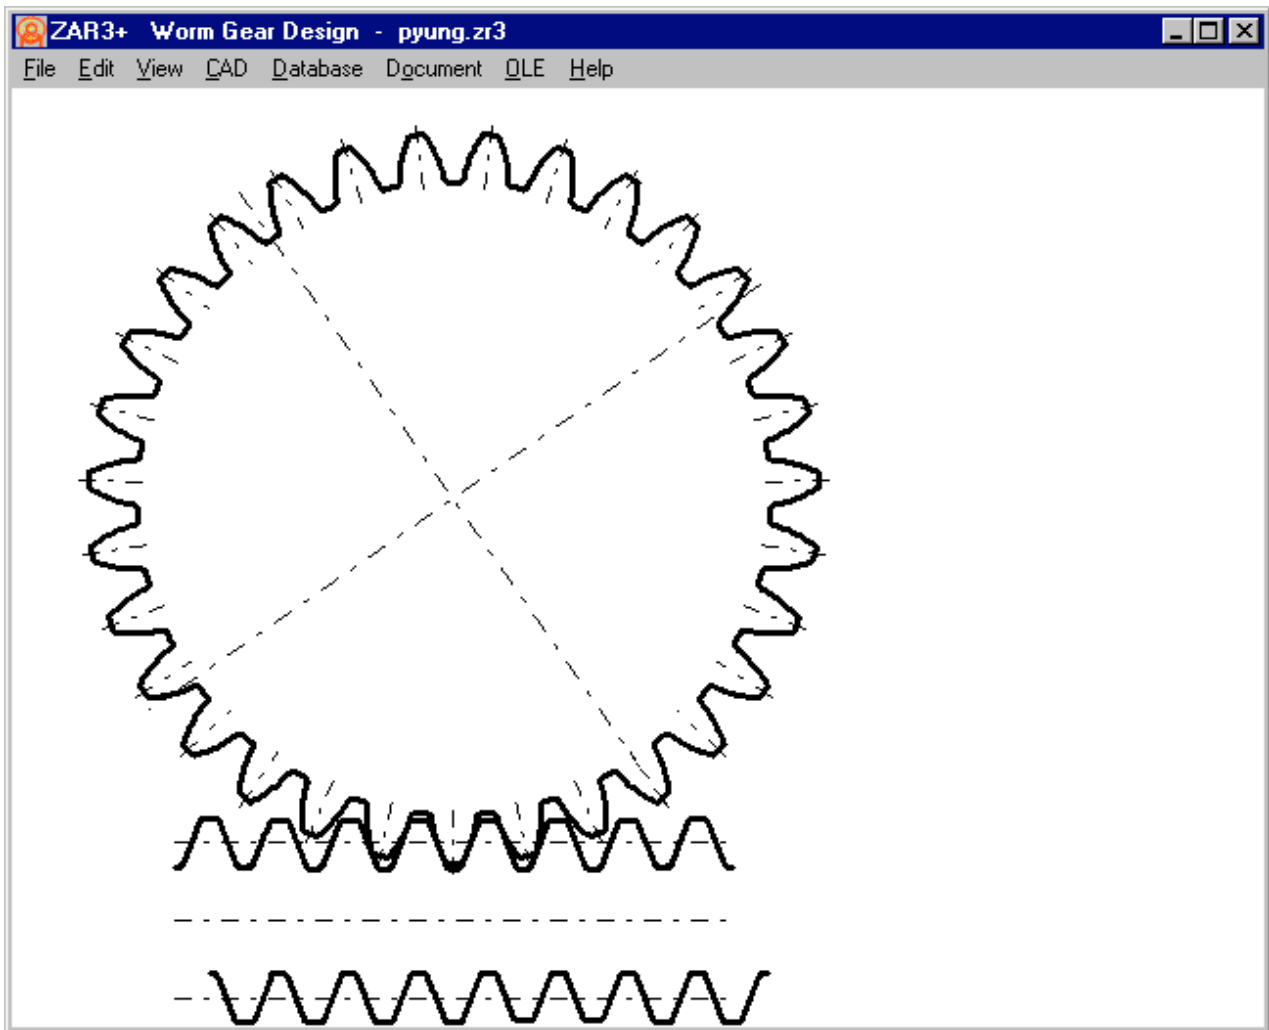 ZAR3+ Worm Gear Design - pyung.zr3
File Edit View CAD Database Document OLE Help